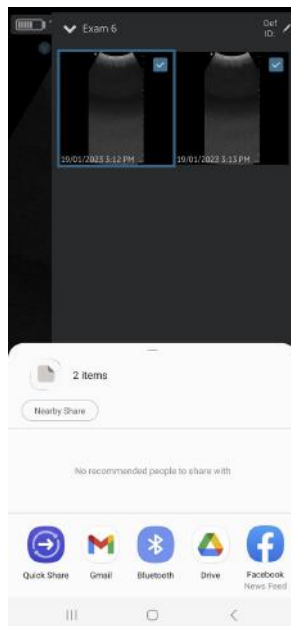 Exam 6
Def
ID:
19/01/2023 3:12 PM
19/01/2023 3:13 PM
2 items
Nearby Share
No recommended people to share with
Quick Share
Gmail
Bluetooth
Drive
Facebook
News Feed